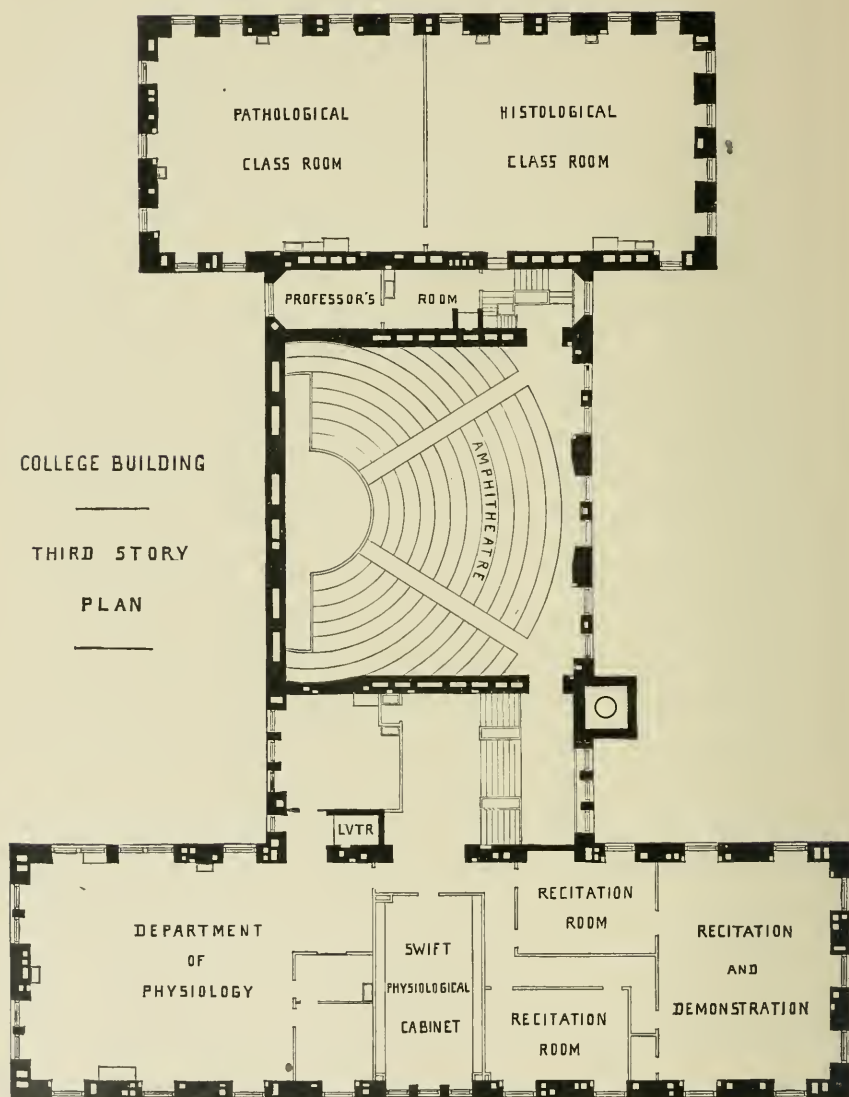 PATHOLOGICAL
CLASS ROOM
HISTOLOGICAL
CLASS ROOM
PROFESSOR'S ROOM
COLLEGE BUILDING
THIRD STORY
PLAN
AMPHITHEATRE
LVTR
DEPARTMENT
OF
PHYSIOLOGY
SWIFT
PHYSIOLOGICAL
CABINET
RECITATION
ROOM
RECITATION
ROOM
RECITATION
AND
DEMONSTRATION